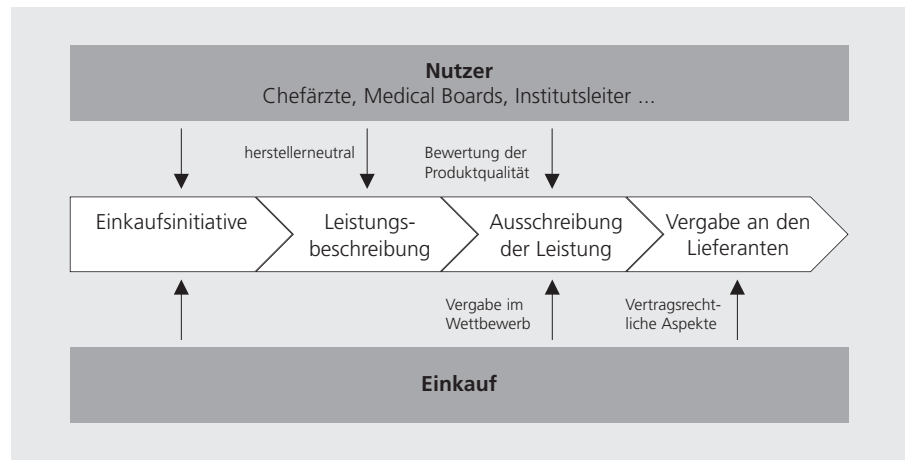 Nutzer
Chefärzte, Medical Boards, Institutsleiter ...
herstellerneutral
Bewertung der
Produktqualität
Einkaufsinitiative
Leistungs-
beschreibung
Ausschreibung
der Leistung
Vergabe an den
Lieferanten
Vergabe im
Wettbewerb
Vertragsrecht-
liche Aspekte
Einkauf